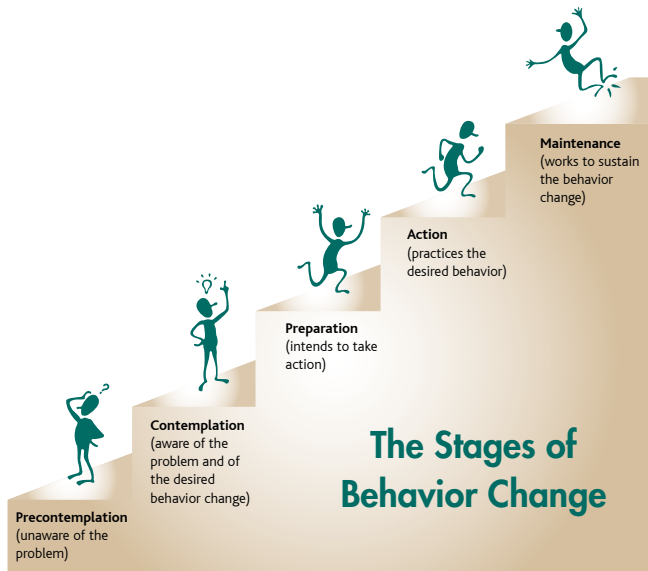 Maintenance
(works to sustain
the behavior
change)
Action
(practices the
desired behavior)
Preparation
(intends to take
action)
Contemplation
(aware of the
problem and of
the desired
behavior change)
?
Precontemplation
(unaware of the
problem)
The Stages of
Behavior Change